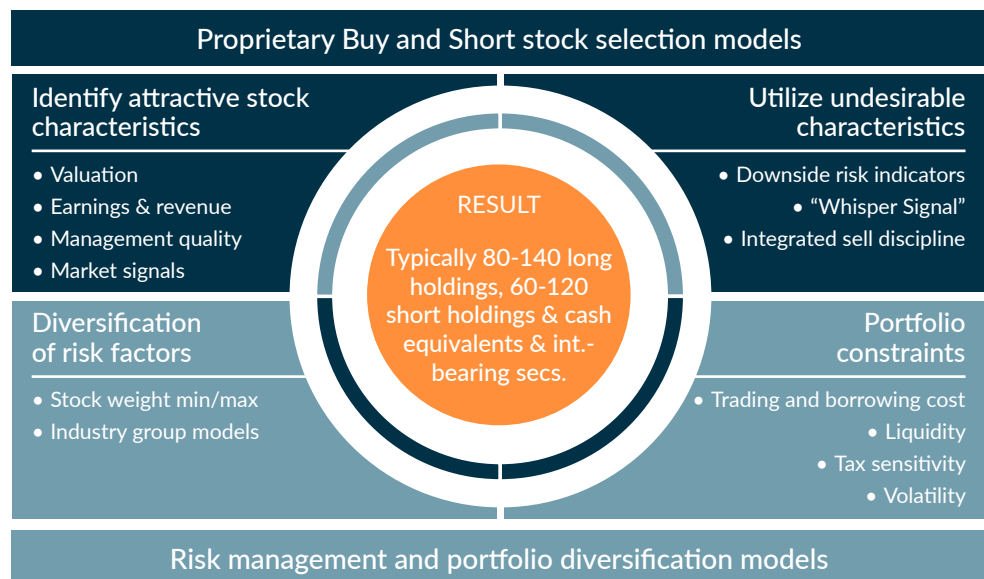 Proprietary Buy and Short stock selection models
Identify attractive stock
characteristics
• Valuation
• Earnings & revenue
• Management quality
• Market signals
Utilize undesirable
characteristics
• Downside risk indicators
• “Whisper Signal”
• Integrated sell discipline
RESULT
Typically 80-140 long
holdings, 60-120
short holdings & cash
equivalents & int.-
bearing secs.
Diversification
of risk factors
• Stock weight min/max
• Industry group models
Portfolio
constraints
• Trading and borrowing cost
• Liquidity
• Tax sensitivity
• Volatility
Risk management and portfolio diversification models